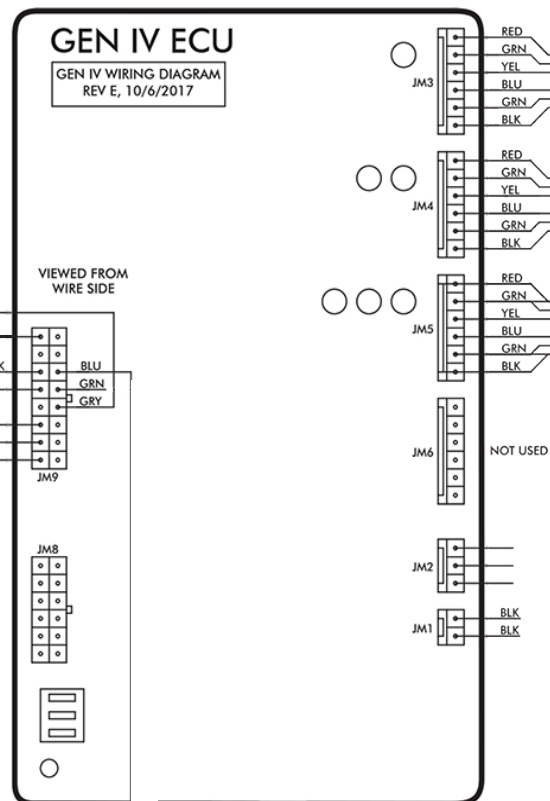 GEN IV ECU
GEN IV WIRING DIAGRAM
REV E, 10/6/2017
JM3
RED
GRN
YEL
BLU
GRN
BLK
JM4
RED
GRN
YEL
BLU
GRN
BLK
JM5
RED
GRN
YEL
BLU
GRN
BLK
VIEWED FROM
WIRE SIDE
BLU
GRN
GRY
JM9
JM6
NOT USED
JM8
JM2
JM1
BLK
BLK